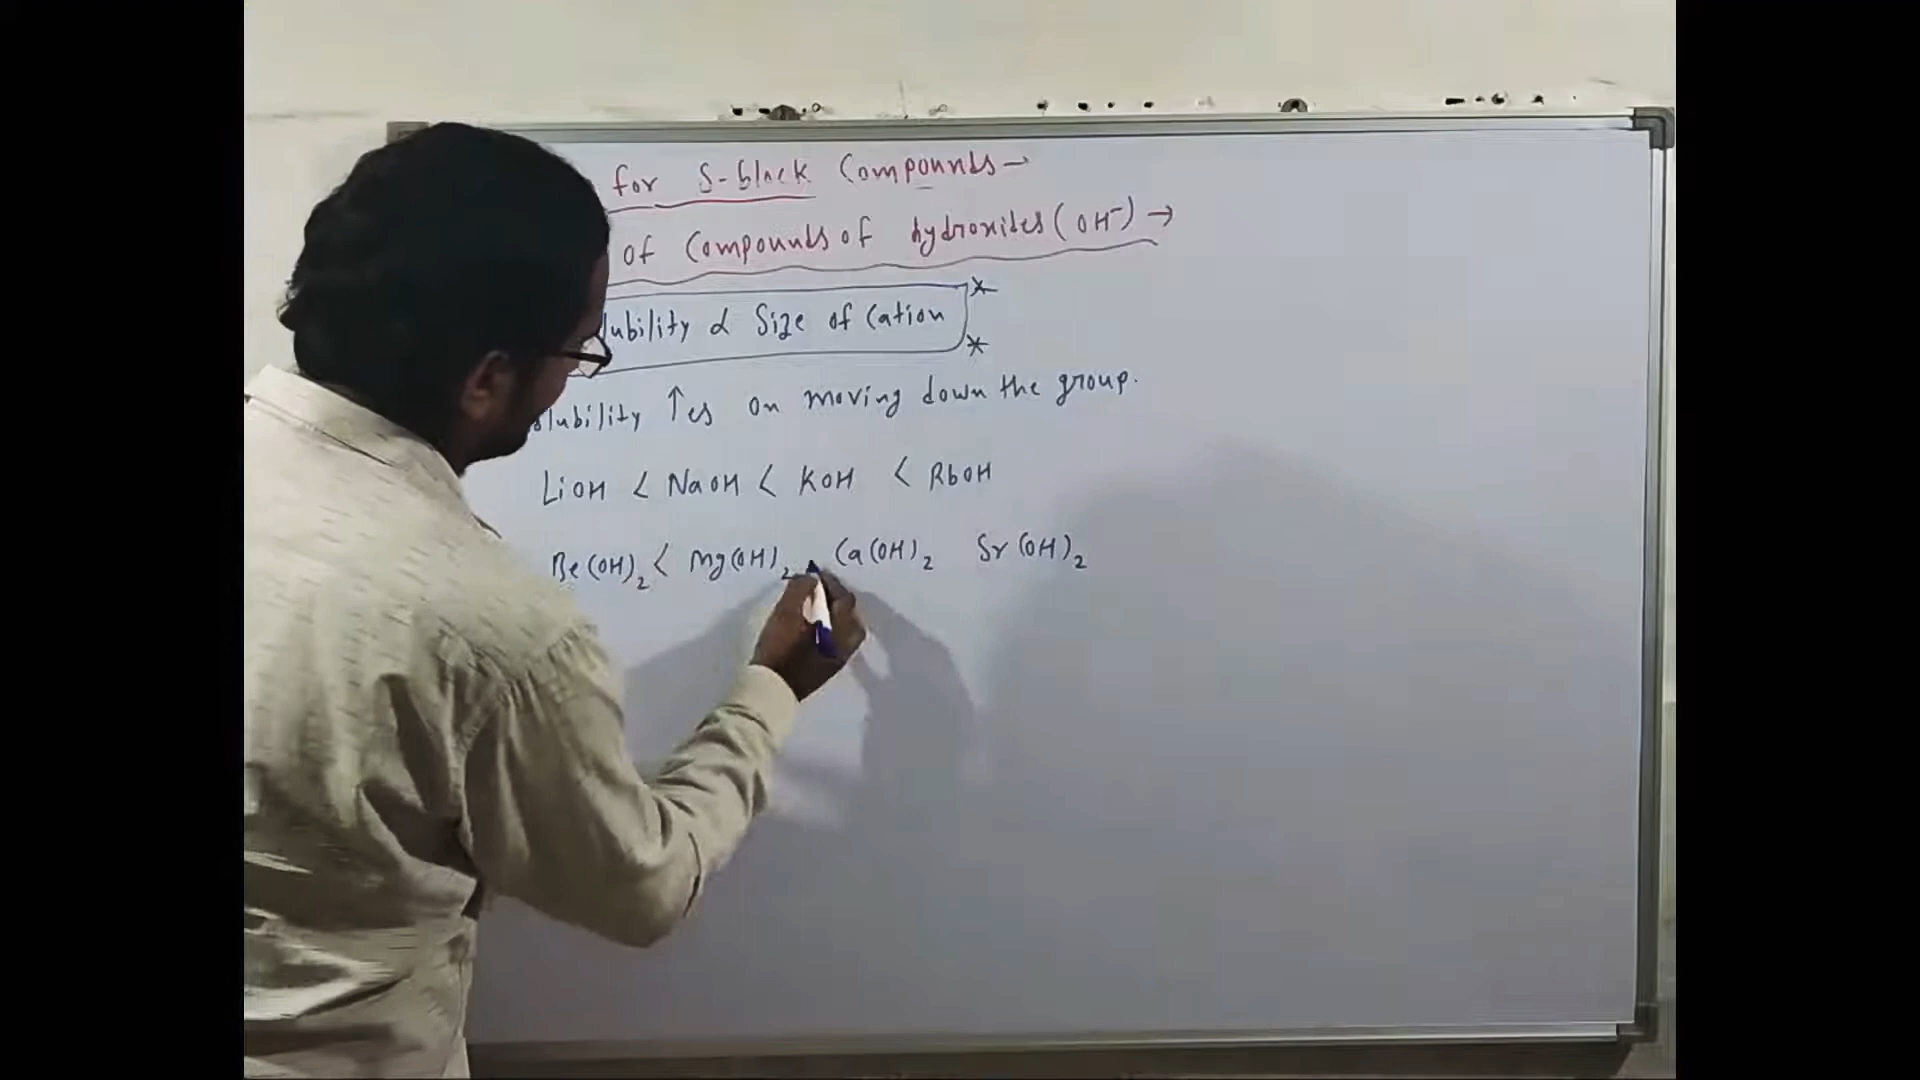 for S-block Compounds→
of Compounds of hydroxides (OH⁻) →
lubility α Size of Cation
lubility ↑es on moving down the group.
LiOH < NaOH < KOH < RbOH
Be(OH)₂ < Mg(OH)₂ Ca(OH)₂ Sr(OH)₂